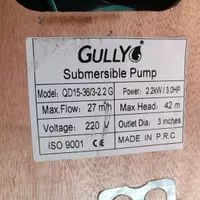 GULLY
Submersible Pump
Model: QD15-36/3-2.2 G Power: 2.2kW / 3.0HP
Max.Flow: 27 m³/h Max.Head: 42 m
Voltage: 220 V Outlet Dia: 3 inches
ISO 9001 Made in P.R.C